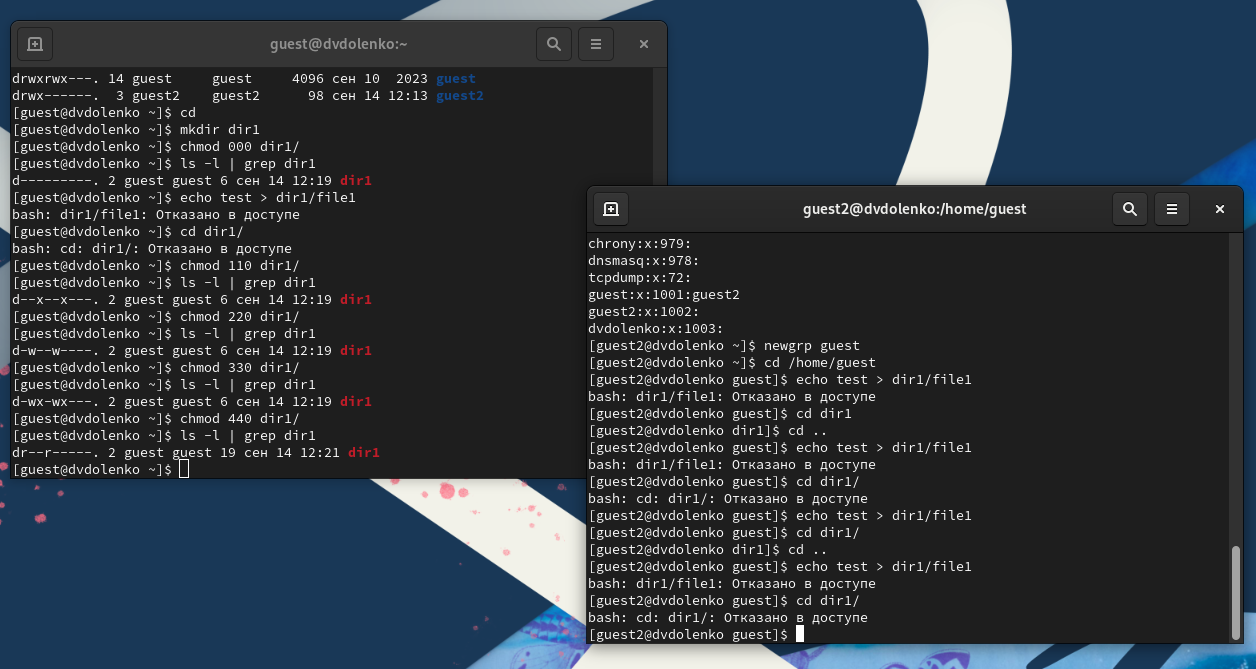 guest@dvdolenko:~
drwxrwx---. 14 guest     guest     4096 сен 10  2023 guest
drwx------.  3 guest2    guest2      98 сен 14 12:13 guest2
[guest@dvdolenko ~]$ cd
[guest@dvdolenko ~]$ mkdir dir1
[guest@dvdolenko ~]$ chmod 000 dir1/
[guest@dvdolenko ~]$ ls -l | grep dir1
d---------. 2 guest guest 6 сен 14 12:19 dir1
[guest@dvdolenko ~]$ echo test > dir1/file1
bash: dir1/file1: Отказано в доступе
[guest@dvdolenko ~]$ cd dir1/
bash: cd: dir1/: Отказано в доступе
[guest@dvdolenko ~]$ chmod 110 dir1/
[guest@dvdolenko ~]$ ls -l | grep dir1
d--x--x---. 2 guest guest 6 сен 14 12:19 dir1
[guest@dvdolenko ~]$ chmod 220 dir1/
[guest@dvdolenko ~]$ ls -l | grep dir1
d-w--w----. 2 guest guest 6 сен 14 12:19 dir1
[guest@dvdolenko ~]$ chmod 330 dir1/
[guest@dvdolenko ~]$ ls -l | grep dir1
d-wx-wx---. 2 guest guest 6 сен 14 12:19 dir1
[guest@dvdolenko ~]$ chmod 440 dir1/
[guest@dvdolenko ~]$ ls -l | grep dir1
dr--r-----. 2 guest guest 19 сен 14 12:21 dir1
[guest@dvdolenko ~]$
guest2@dvdolenko:/home/guest
chrony:x:979:
dnsmasq:x:978:
tcpdump:x:72:
guest:x:1001:guest2
guest2:x:1002:
dvdolenko:x:1003:
[guest2@dvdolenko ~]$ newgrp guest
[guest2@dvdolenko ~]$ cd /home/guest
[guest2@dvdolenko guest]$ echo test > dir1/file1
bash: dir1/file1: Отказано в доступе
[guest2@dvdolenko guest]$ cd dir1
[guest2@dvdolenko dir1]$ cd ..
[guest2@dvdolenko guest]$ echo test > dir1/file1
bash: dir1/file1: Отказано в доступе
[guest2@dvdolenko guest]$ cd dir1/
bash: cd: dir1/: Отказано в доступе
[guest2@dvdolenko guest]$ echo test > dir1/file1
[guest2@dvdolenko guest]$ cd dir1/
[guest2@dvdolenko dir1]$ cd ..
[guest2@dvdolenko guest]$ echo test > dir1/file1
bash: dir1/file1: Отказано в доступе
[guest2@dvdolenko guest]$ cd dir1/
bash: cd: dir1/: Отказано в доступе
[guest2@dvdolenko guest]$